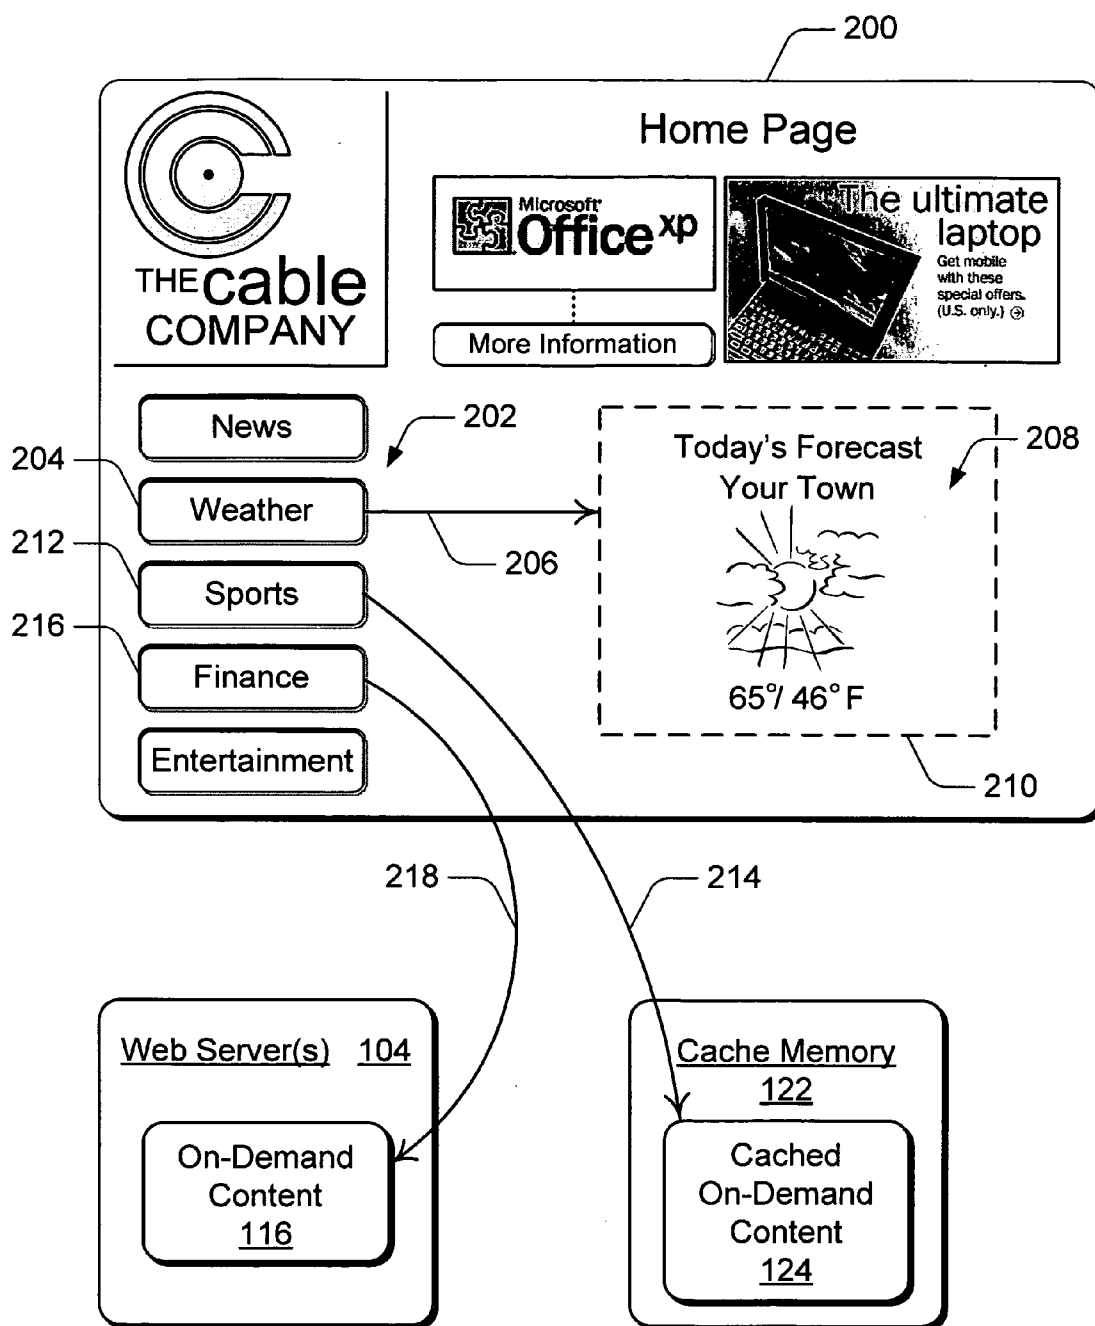 200
Home Page
THE cable
COMPANY
Microsoft
Office xp
More Information
The ultimate
laptop
Get mobile
with these
special offers.
(U.S. only.)
News
202
204
Weather
206
212
Sports
216
Finance
Entertainment
Today's Forecast
Your Town
208
65°/ 46° F
210
218
214
Web Server(s) 104
On-Demand
Content
116
Cache Memory
122
Cached
On-Demand
Content
124